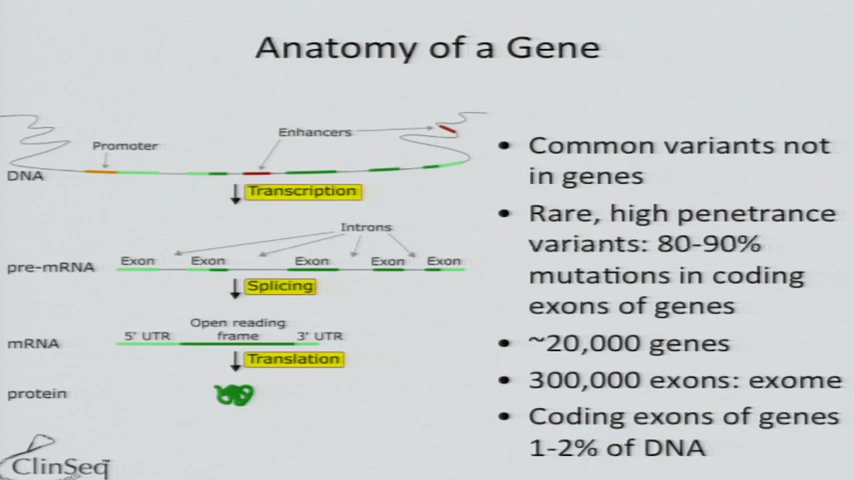 Anatomy of a Gene
Enhancers
Promoter
DNA
Transcription
Introns
Exon Exon Exon Exon Exon
pre-mRNA
Splicing
Open reading
frame
5' UTR 3' UTR
mRNA
Translation
protein
ClinSeq
• Common variants not
in genes
• Rare, high penetrance
variants: 80-90%
mutations in coding
exons of genes
• ~20,000 genes
• 300,000 exons: exome
• Coding exons of genes
1-2% of DNA